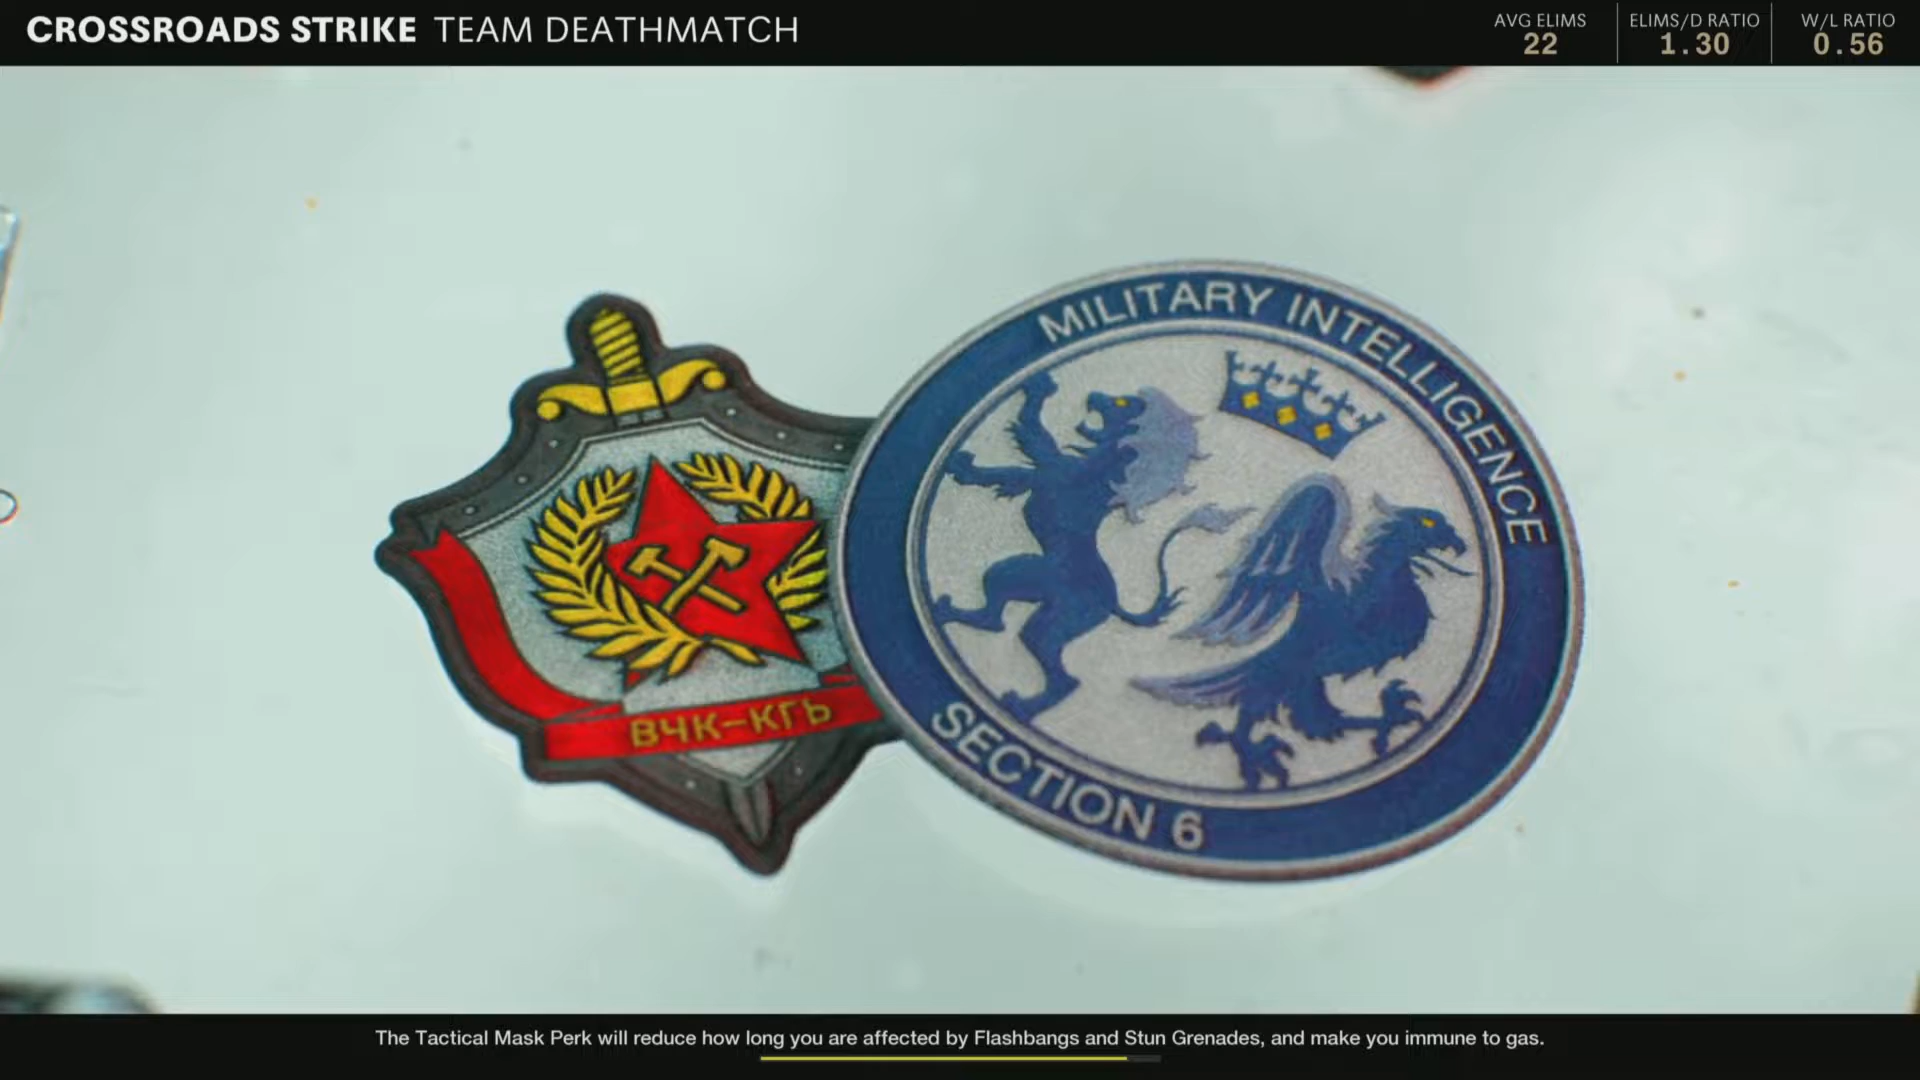 CROSSROADS STRIKE TEAM DEATHMATCH
AVG ELIMS
22
ELIMS/D RATIO
1.30
W/L RATIO
0.56
MILITARY INTELLIGENCE
SECTION 6
ВЧК-КГЬ
The Tactical Mask Perk will reduce how long you are affected by Flashbangs and Stun Grenades, and make you immune to gas.